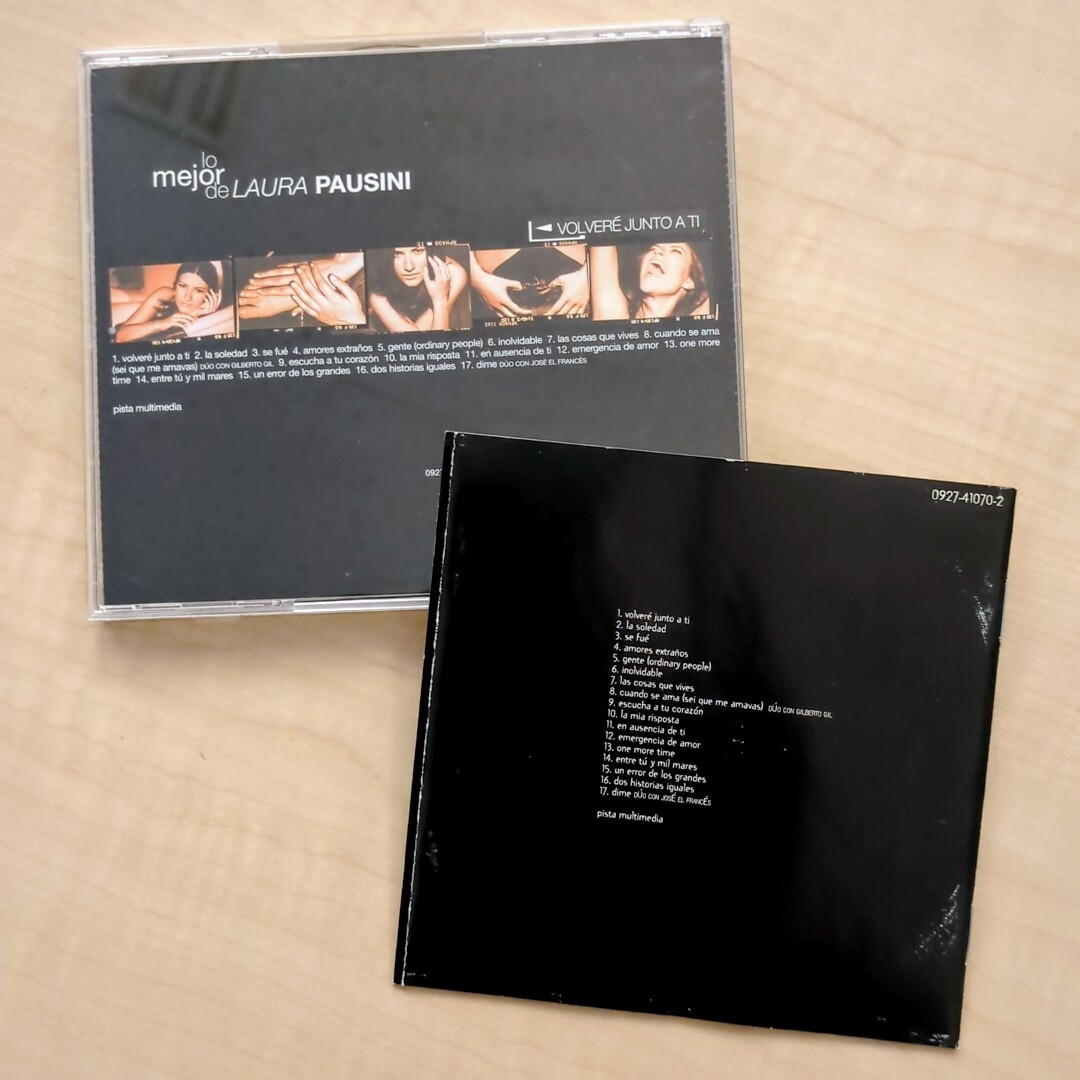 lo
mejor
de LAURA PAUSINI
VOLVERÉ JUNTO A TI
1. volveré junto a ti 2. la soledad 3. se fué 4. amores extraños 5. gente (ordinary people) 6. inolvidable 7. las cosas que vives 8. cuando se ama
(sei que me amavas) DÚO CON GILBERTO GIL 9. escucha a tu corazón 10. la mia risposta 11. en ausencia de ti 12. emergencia de amor 13. one more
time 14. entre tú y mil mares 15. un error de los grandes 16. dos historias iguales 17. dime DÚO CON JOSÉ EL FRANCÉS
pista multimedia
092
0927-41070-2
1. volveré junto a ti
2. la soledad
3. se fué
4. amores extraños
5. gente (ordinary people)
6. inolvidable
7. las cosas que vives
8. cuando se ama (sei que me amavas) DÚO CON GILBERTO GIL
9. escucha a tu corazón
10. la mia risposta
11. en ausencia de ti
12. emergencia de amor
13. one more time
14. entre tú y mil mares
15. un error de los grandes
16. dos historias iguales
17. dime DÚO CON JOSÉ EL FRANCÉS
pista multimedia